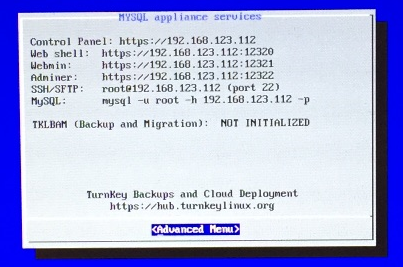 MYSQL appliance services
Control Panel: https://192.168.123.112
Web shell: https://192.168.123.112:12320
Webmin: https://192.168.123.112:12321
Adminer: https://192.168.123.112:12322
SSH/SFTP: root@192.168.123.112 (port 22)
MySQL: mysql -u root -h 192.168.123.112 -p
TKLBAM (Backup and Migration): NOT INITIALIZED
TurnKey Backups and Cloud Deployment
https://hub.turnkeylinux.org
<Advanced Menu>